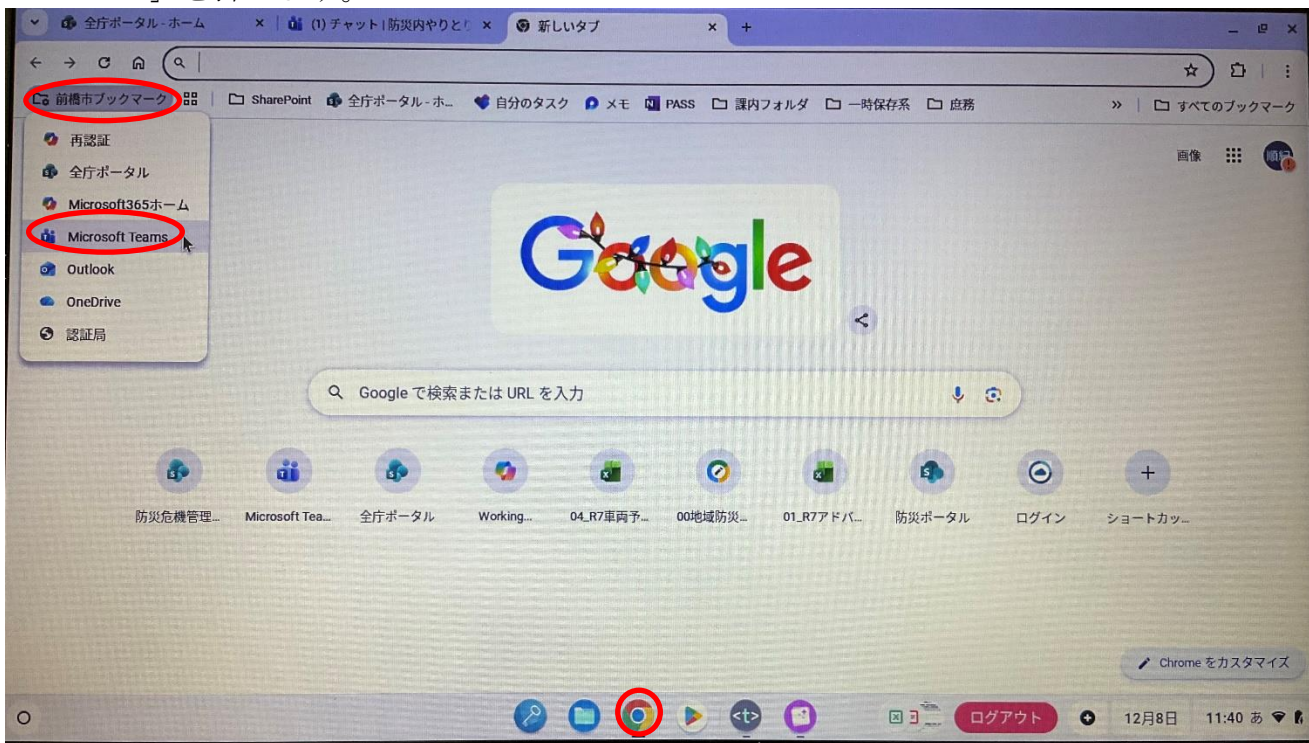 』を
全庁ポータル - ホーム
(1) チャット | 防災内やりと
新しいタブ
前橋市ブックマーク
SharePoint
全庁ポータル - ホ...
自分のタスク
メモ
PASS
課内フォルダ
一時保存系
庶務
すべてのブックマーク
再認証
全庁ポータル
Microsoft365ホーム
Microsoft Teams
Outlook
OneDrive
認証局
画像
Google
Google で検索または URL を入力
防災危機管理...
Microsoft Tea...
全庁ポータル
Working...
04_R7車両予...
00地域防災...
01_R7アドバ...
防災ポータル
ログイン
ショートカッ...
Chrome をカスタマイズ
ログアウト
12月8日
11:40
あ